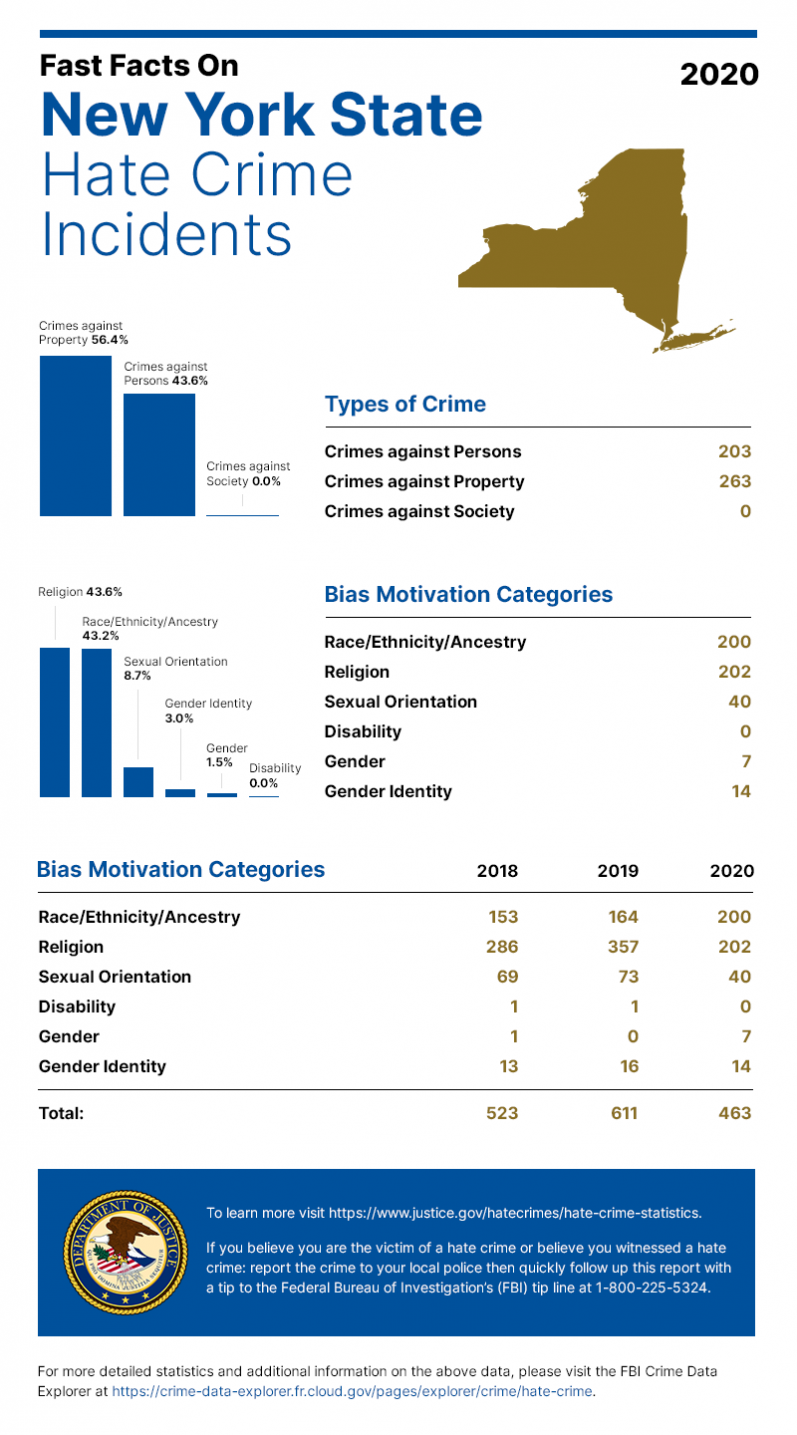 Fast Facts On
2020
New York State
Hate Crime
Incidents
Crimes against
Property 56.4%
Crimes against
Persons 43.6%
Crimes against
Society 0.0%
Types of Crime
Crimes against Persons 203
Crimes against Property 263
Crimes against Society 0
Religion 43.6%
Race/Ethnicity/Ancestry
43.2%
Sexual Orientation
8.7%
Gender Identity
3.0%
Gender
1.5%
Disability
0.0%
Bias Motivation Categories
Race/Ethnicity/Ancestry 200
Religion 202
Sexual Orientation 40
Disability 0
Gender 7
Gender Identity 14
Bias Motivation Categories 2018 2019 2020
Race/Ethnicity/Ancestry 153 164 200
Religion 286 357 202
Sexual Orientation 69 73 40
Disability 1 1 0
Gender 1 0 7
Gender Identity 13 16 14
Total: 523 611 463
DEPARTMENT OF JUSTICE
To learn more visit https://www.justice.gov/hatecrimes/hate-crime-statistics.
If you believe you are the victim of a hate crime or believe you witnessed a hate
crime: report the crime to your local police then quickly follow up this report with
a tip to the Federal Bureau of Investigation's (FBI) tip line at 1-800-225-5324.
For more detailed statistics and additional information on the above data, please visit the FBI Crime Data
Explorer at https://crime-data-explorer.fr.cloud.gov/pages/explorer/crime/hate-crime.